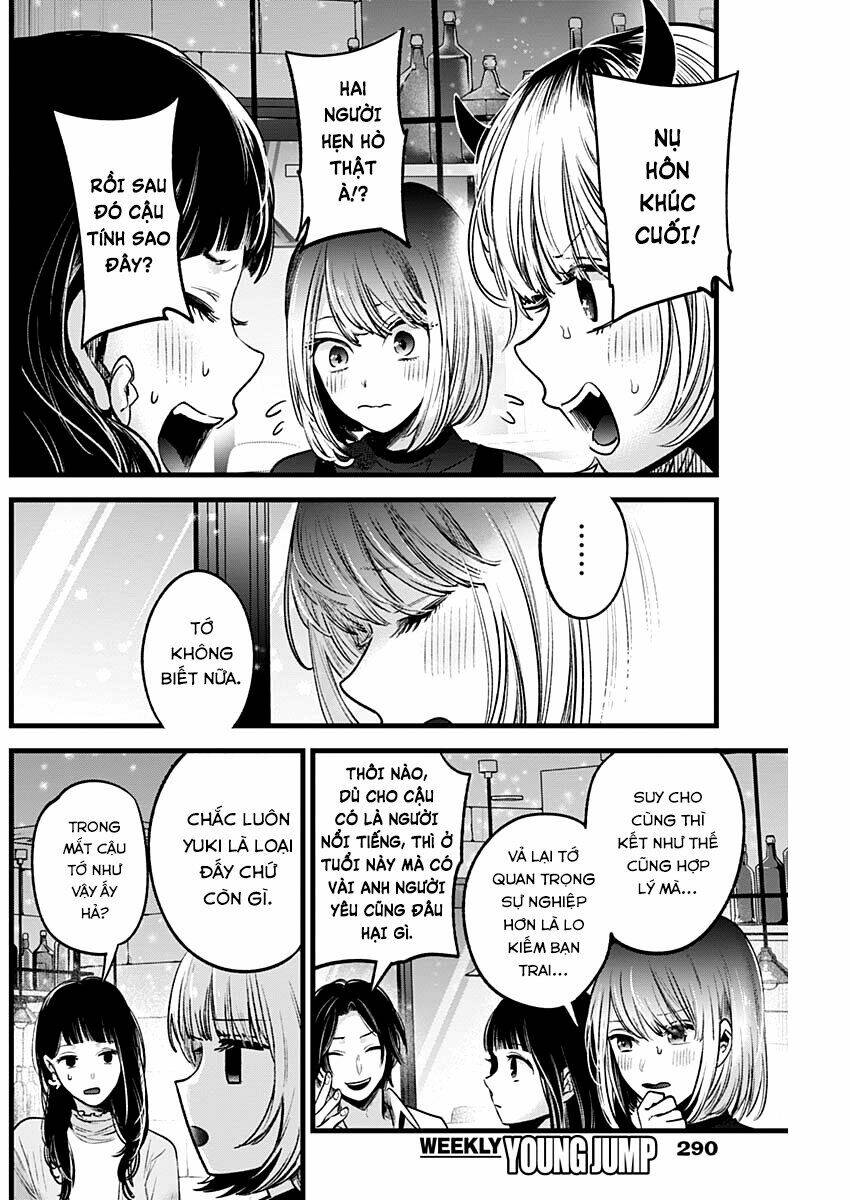 NỤ
HÔN
KHÚC
CUỐI!
HAI
NGƯỜI
HẸN HÒ
THẬT
À!?
RỒI SAU
ĐÓ CẬU
TÍNH SAO
ĐÂY?
......
TỚ
KHÔNG
BIẾT NỮA.
SUY CHO
CÙNG THÌ
KẾT NHƯ THẾ
CŨNG HỢP
LÝ MÀ...
VẢ LẠI TỚ
QUAN TRỌNG
SỰ NGHIỆP
HƠN LÀ LO
KIẾM BẠN
TRAI...
THÔI NÀO,
DÙ CHO CẬU
CÓ LÀ NGƯỜI
NỔI TIẾNG, THÌ Ở
TUỔI NÀY MÀ CÓ
VÀI ANH NGƯỜI
YÊU CŨNG ĐÂU
HẠI GÌ.
CHẮC LUÔN
YUKI LÀ LOẠI
ĐẤY CHỨ
CÒN GÌ.
TRONG
MẮT CẬU
TỚ NHƯ
VẬY ẤY
HẢ?
WEEKLY YOUNG JUMP 290